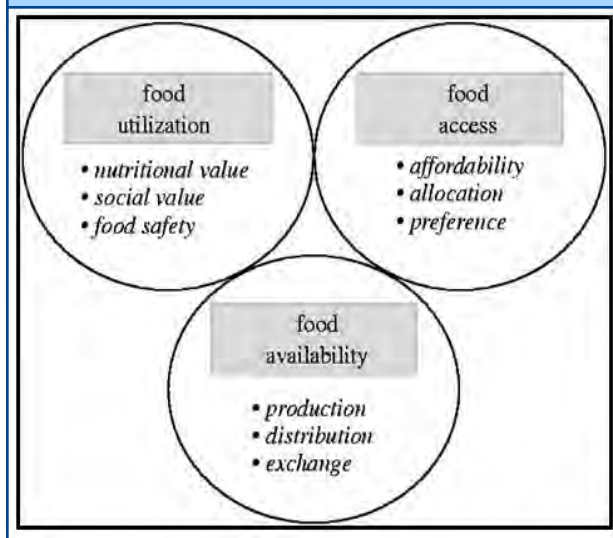 food
utilization
• nutritional value
• social value
• food safety
food
access
• affordability
• allocation
• preference
food
availability
• production
• distribution
• exchange